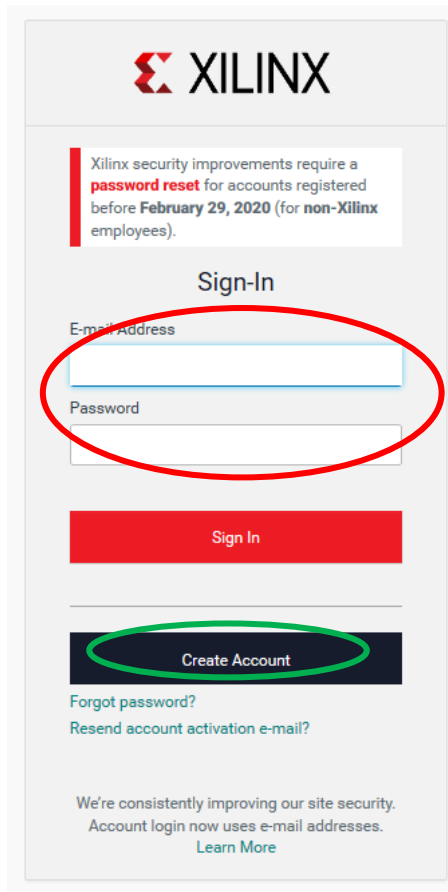 XILINX
Xilinx security improvements require a
password reset for accounts registered
before February 29, 2020 (for non-Xilinx
employees).
Sign-In
E-mail Address
Password
Sign In
Create Account
Forgot password?
Resend account activation e-mail?
We're consistently improving our site security.
Account login now uses e-mail addresses.
Learn More